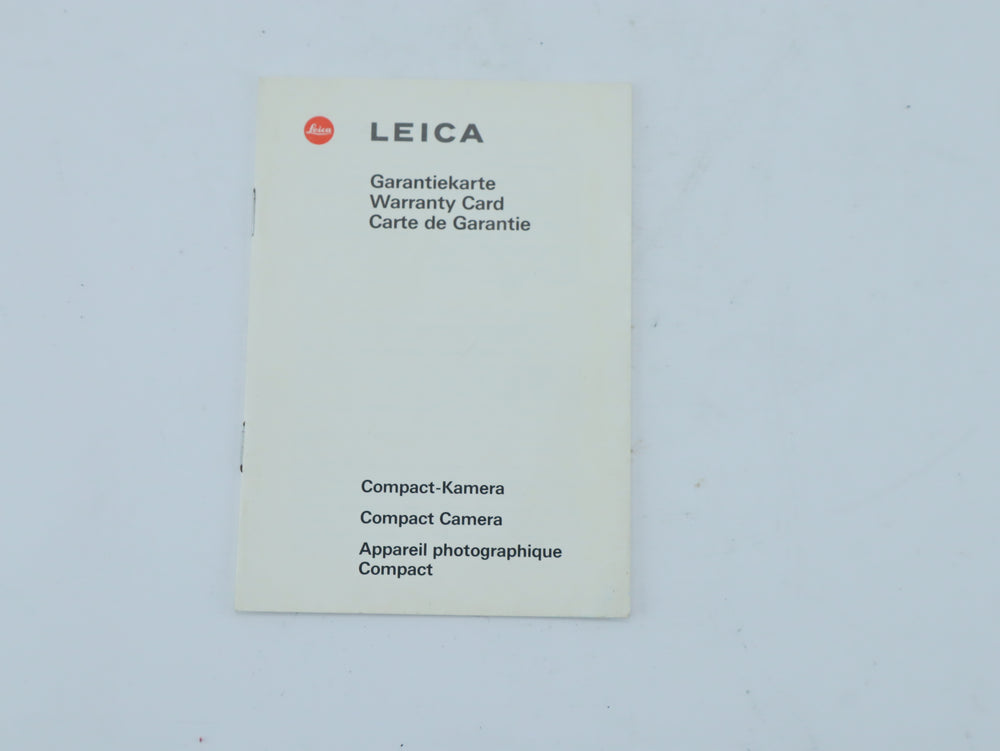 Leica
LEICA
Garantiekarte
Warranty Card
Carte de Garantie
Compact-Kamera
Compact Camera
Appareil photographique
Compact